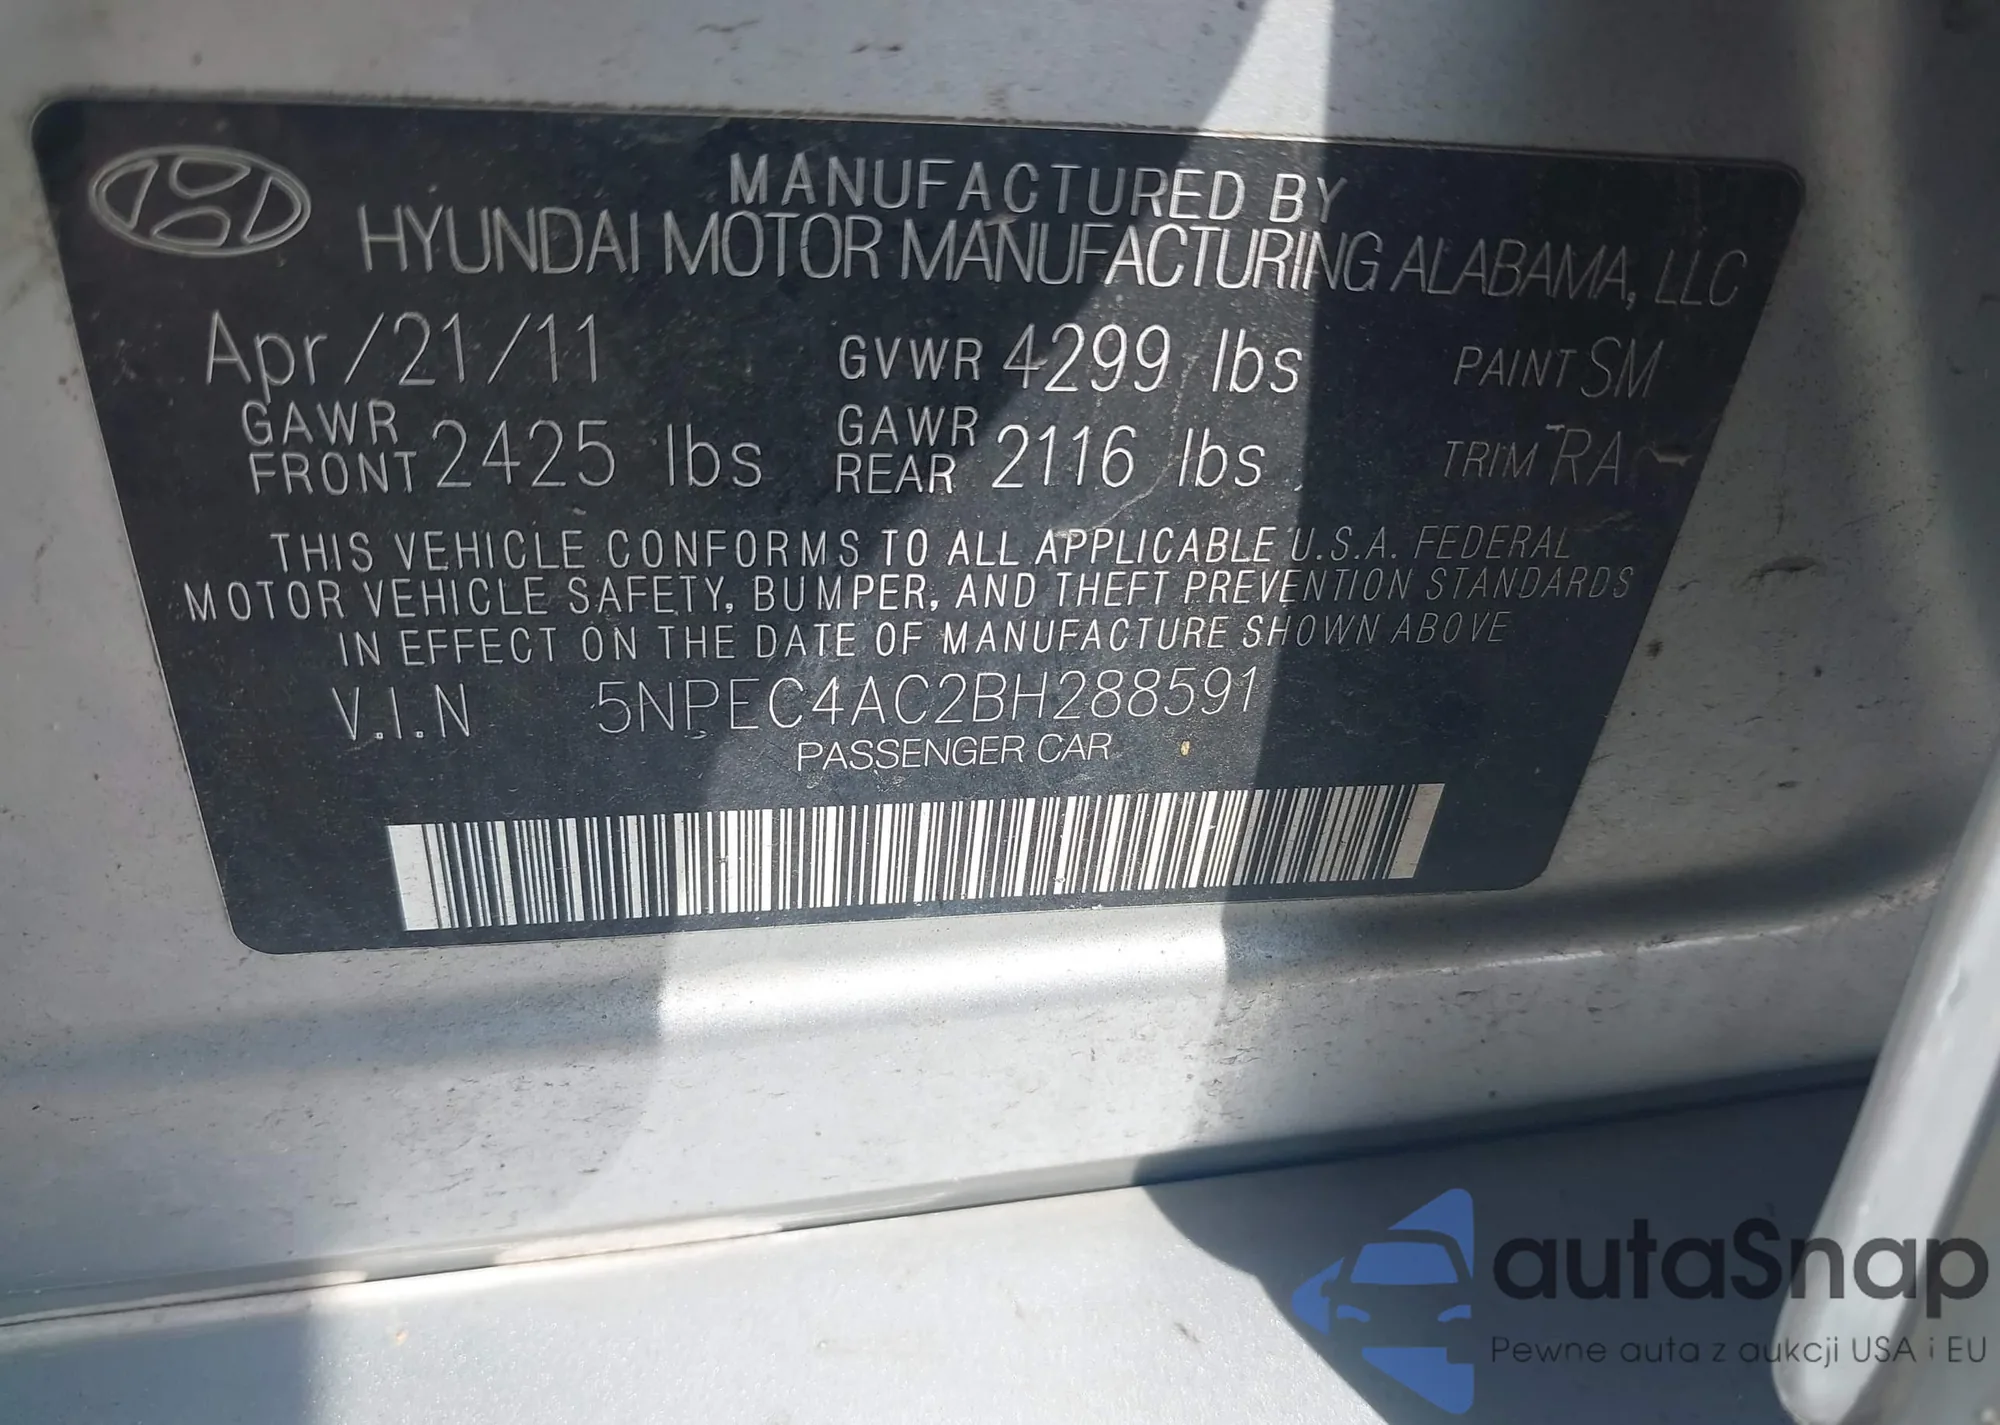 MANUFACTURED BY
HYUNDAI MOTOR MANUFACTURING ALABAMA, LLC
Apr/21/11 GVWR 4299 lbs PAINT SM
GAWR FRONT 2425 lbs GAWR REAR 2116 lbs TRIM RA
THIS VEHICLE CONFORMS TO ALL APPLICABLE U.S.A. FEDERAL
MOTOR VEHICLE SAFETY, BUMPER, AND THEFT PREVENTION STANDARDS
IN EFFECT ON THE DATE OF MANUFACTURE SHOWN ABOVE
V.I.N 5NPEC4AC2BH288591
PASSENGER CAR
autaSnap
Pewne auta z aukcji USA i EU